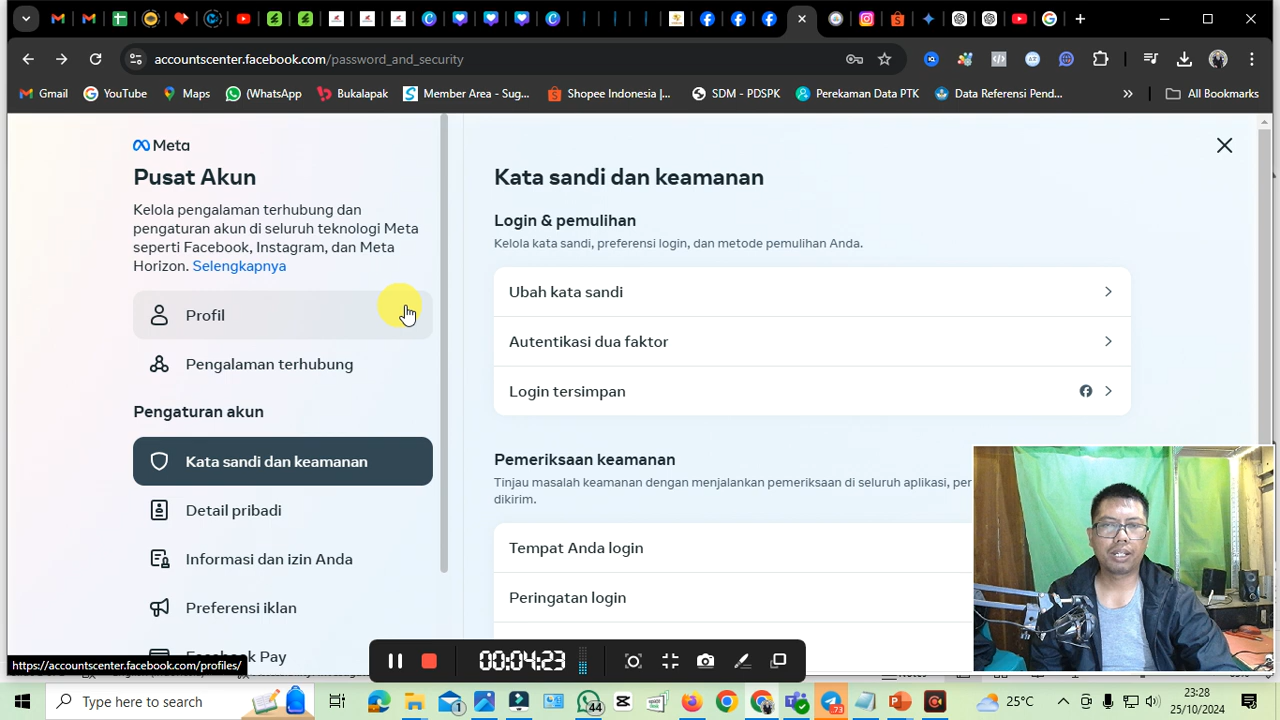 accountscenter.facebook.com/password_and_security
Gmail
YouTube
Maps
(WhatsApp
Bukalapak
Member Area - Sug...
Shopee Indonesia |...
SDM - PDSPK
Perekaman Data PTK
Data Referensi Pend...
»
All Bookmarks
Meta
Pusat Akun
Kelola pengalaman terhubung dan
pengaturan akun di seluruh teknologi Meta
seperti Facebook, Instagram, dan Meta
Horizon. Selengkapnya
Profil
Pengalaman terhubung
Pengaturan akun
Kata sandi dan keamanan
Detail pribadi
Informasi dan izin Anda
Preferensi iklan
Pay
https://accountscenter.facebook.com/profiles/
Kata sandi dan keamanan
Login & pemulihan
Kelola kata sandi, preferensi login, dan metode pemulihan Anda.
Ubah kata sandi
Autentikasi dua faktor
Login tersimpan
Pemeriksaan keamanan
Tinjau masalah keamanan dengan menjalankan pemeriksaan di seluruh aplikasi,
dikirim.
Tempat Anda login
Peringatan login
00:04:23
Type here to search
1
44
73
25°C
23:28
25/10/2024